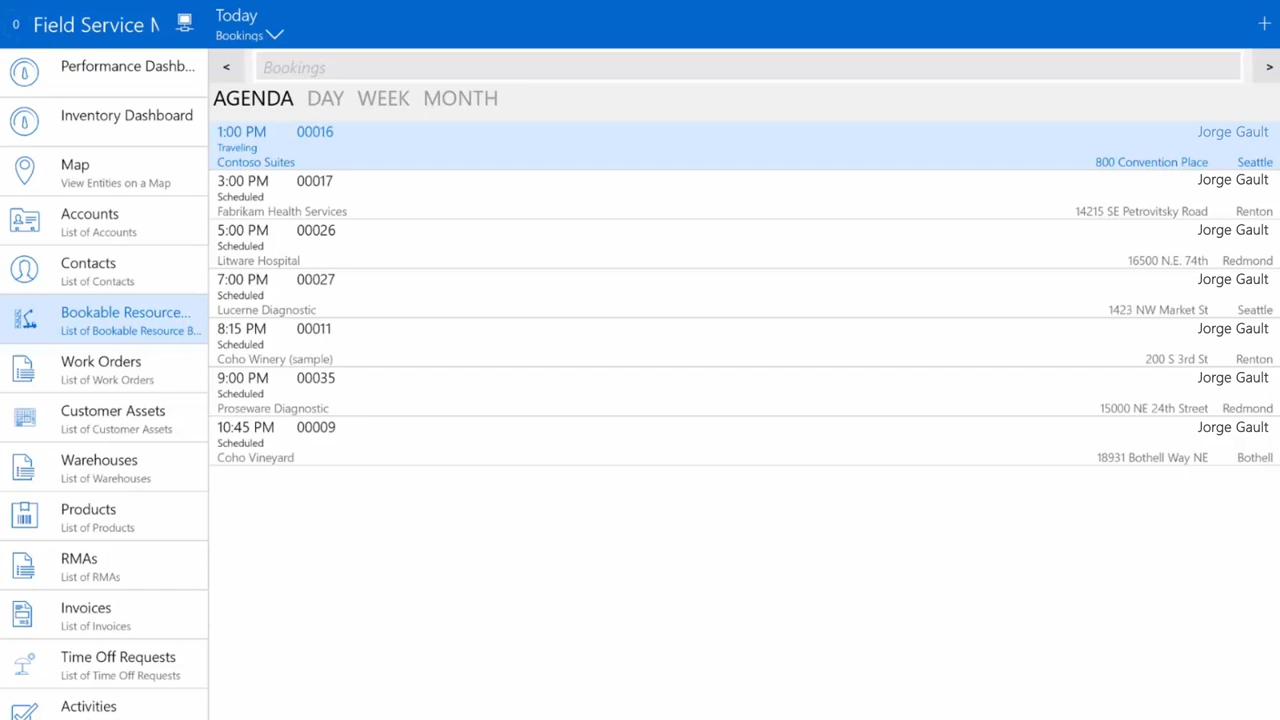 0 Field Service M
Today
Bookings
+
Performance Dashb...
Inventory Dashboard
Map
View Entities on a Map
Accounts
List of Accounts
Contacts
List of Contacts
Bookable Resource...
List of Bookable Resource B...
Work Orders
List of Work Orders
Customer Assets
List of Customer Assets
Warehouses
List of Warehouses
Products
List of Products
RMAs
List of RMAs
Invoices
List of Invoices
Time Off Requests
List of Time Off Requests
Activities
< Bookings >
AGENDA DAY WEEK MONTH
1:00 PM 00016 Jorge Gault
Traveling
Contoso Suites 800 Convention Place Seattle
3:00 PM 00017 Jorge Gault
Scheduled
Fabrikam Health Services 14215 SE Petrovitsky Road Renton
5:00 PM 00026 Jorge Gault
Scheduled
Litware Hospital 16500 N.E. 74th Redmond
7:00 PM 00027 Jorge Gault
Scheduled
Lucerne Diagnostic 1423 NW Market St Seattle
8:15 PM 00011 Jorge Gault
Scheduled
Coho Winery (sample) 200 S 3rd St Renton
9:00 PM 00035 Jorge Gault
Scheduled
Proseware Diagnostic 15000 NE 24th Street Redmond
10:45 PM 00009 Jorge Gault
Scheduled
Coho Vineyard 18931 Bothell Way NE Bothell